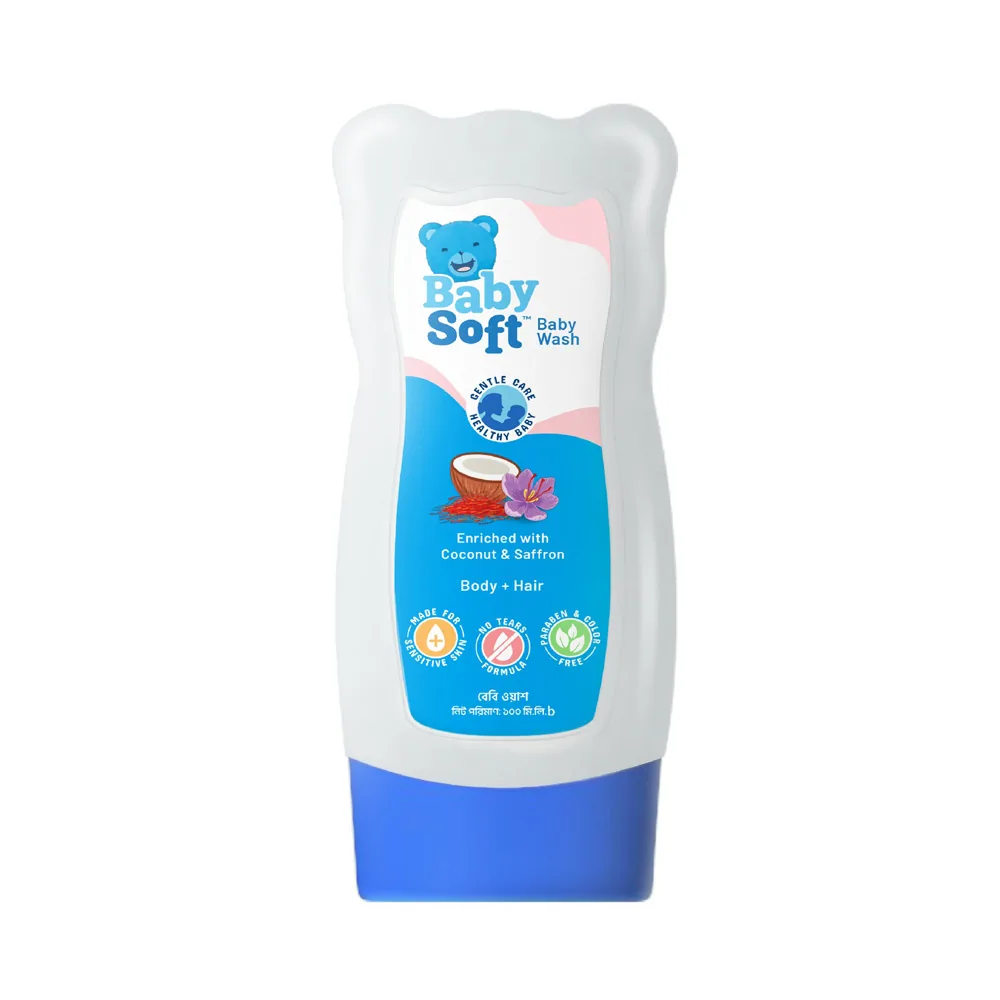 Baby
Soft™ Baby
Wash
GENTLE CARE
HEALTHY BABY
Enriched with
Coconut & Saffron
Body + Hair
MADE FOR
SENSITIVE SKIN
NO TEARS
FORMULA
PARABEN & COLOR
FREE
বেবি ওয়াশ
নিট পরিমাণ: ১০০ মি.লি.b